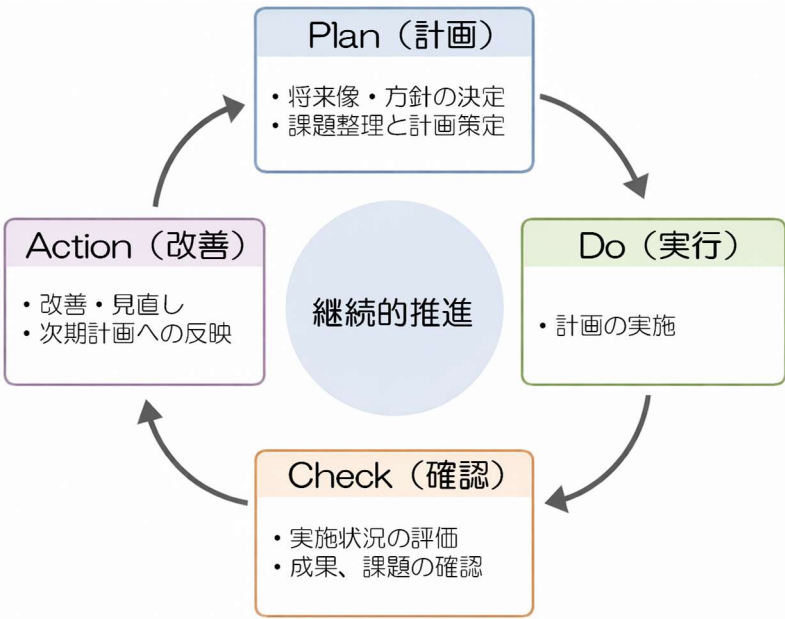 Plan（計画）
・将来像・方針の決定
・課題整理と計画策定
Action（改善）
・改善・見直し
・次期計画への反映
継続的推進
Do（実行）
・計画の実施
Check（確認）
・実施状況の評価
・成果、課題の確認